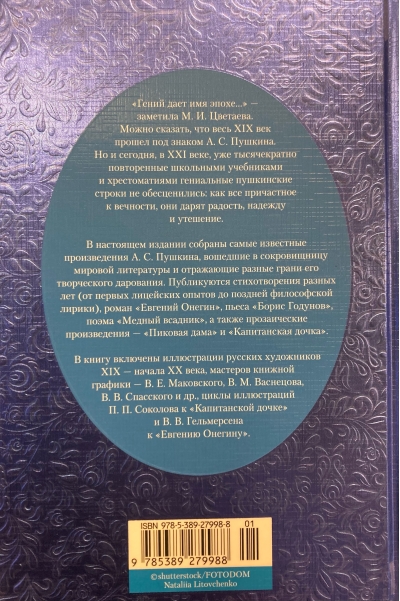 «Гений дает имя эпохе...» —
заметила М. И. Цветаева.
Можно сказать, что весь XIX век
прошел под знаком А. С. Пушкина.
Но и сегодня, в XXI веке, уже тысячекратно
повторенные школьными учебниками
и хрестоматиями гениальные пушкинские
строки не обесценились: как все причастное
к вечности, они дарят радость, надежду
и утешение.
В настоящем издании собраны самые известные
произведения А. С. Пушкина, вошедшие в сокровищницу
мировой литературы и отражающие разные грани его
творческого дарования. Публикуются стихотворения разных
лет (от первых лицейских опытов до поздней философской
лирики), роман «Евгений Онегин», пьеса «Борис Годунов»,
поэма «Медный всадник», а также прозаические
произведения — «Пиковая дама» и «Капитанская дочка».
В книгу включены иллюстрации русских художников
XIX — начала XX века, мастеров книжной
графики — В. Е. Маковского, В. М. Васнецова,
В. В. Спасского и др., циклы иллюстраций
П. П. Соколова к «Капитанской дочке»
и В. В. Гельмерсена
к «Евгению Онегину».
ISBN 978-5-389-27998-8 01
9 785389 279988
©shutterstock/FOTODOM
Nataliia Litovchenko